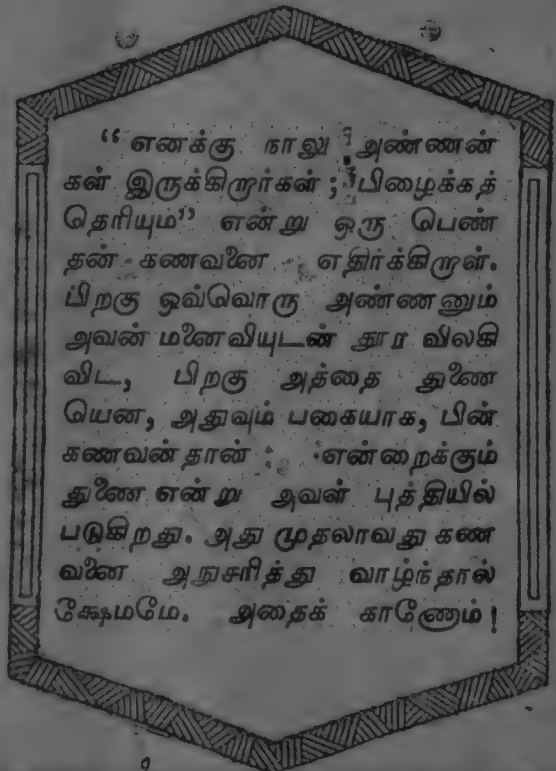 “எனக்கு நாலு அண்ணன்
கள் இருக்கிறார்கள் ; பிழைக்கத்
தெரியும்” என்று ஒரு பெண்
தன் கணவனை எதிர்க்கிறாள்.
பிறகு ஒவ்வொரு அண்ணனும்
அவன் மனைவியுடன் தூர விலகி
விட, பிறகு அத்தை துணை
யென, அதுவும் பகையாக, பின்
கணவன்தான் என்றைக்கும்
துணை என்று அவள் புத்தியில்
படுகிறது. அது முதலாவது கண
வனை அநுசரித்து வாழ்ந்தால்
க்ஷேமமே. அதைக் காணோம்!